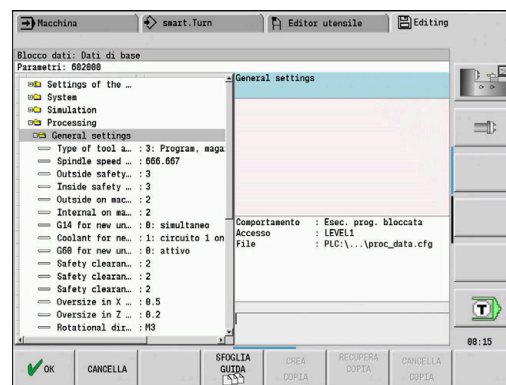 Macchina
smart.Turn
Editor utensile
Editing
Blocco dati: Dati di base
Parametri: 602000
Settings of the …
System
Simulation
Processing
General settings
Type of tool a… : 3: Program, maga
Spindle speed … : 666.667
Outside safety… : 3
Inside safety … : 3
Outside on mac… : 2
Internal on ma… : 2
G14 for new un… : 0: simultaneo
Coolant for ne… : 1: circuito 1 on
G60 for new un… : 0: attivo
Safety clearan… : 2
Safety clearan… : 2
Safety clearan… : 2
Oversize in X … : 0.5
Oversize in Z … : 0.2
Rotational dir… : M3
General settings
Comportamento : Esec. prog. bloccata
Accesso : LEVEL1
File : PLC:\...\proc_data.cfg
T
08:15
OK
CANCELLA
SFOGLIA GUIDA
CREA COPIA
RECUPERA COPIA
CANCELLA COPIA